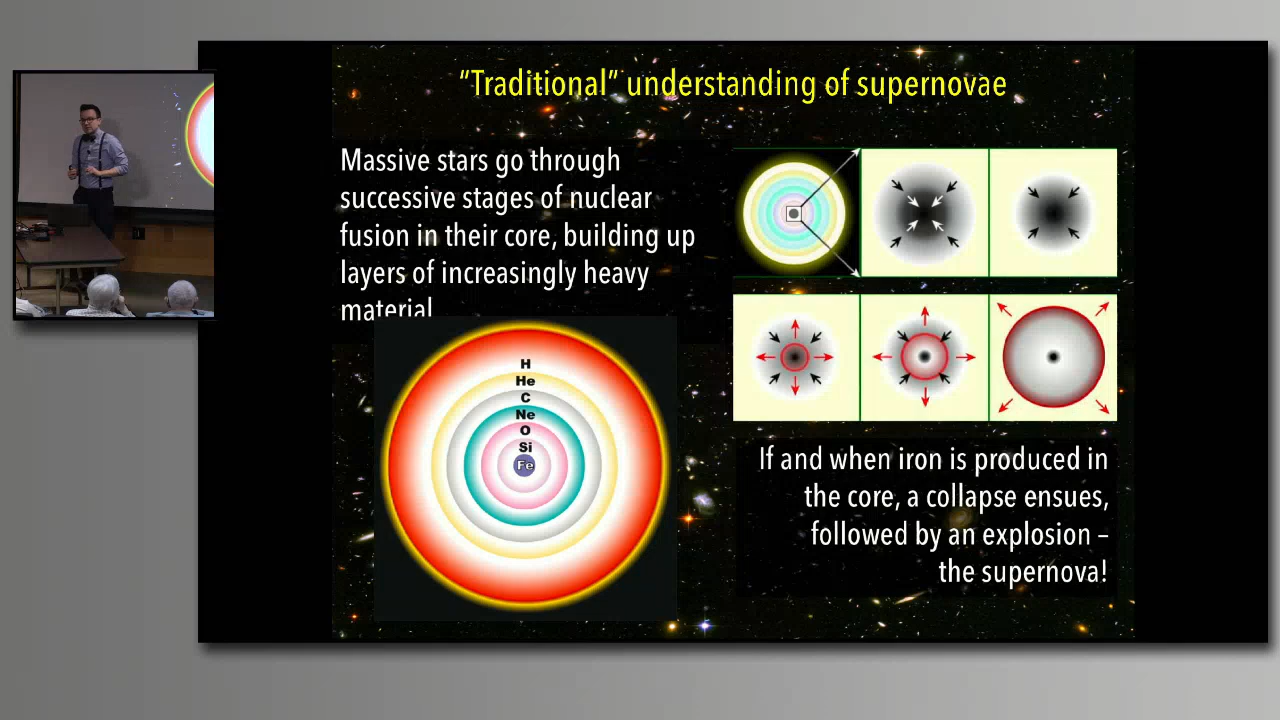 “Traditional” understanding of supernovae
Massive stars go through
successive stages of nuclear
fusion in their core, building up
layers of increasingly heavy
material
H
He
C
Ne
O
Si
Fe
If and when iron is produced in
the core, a collapse ensues,
followed by an explosion –
the supernova!